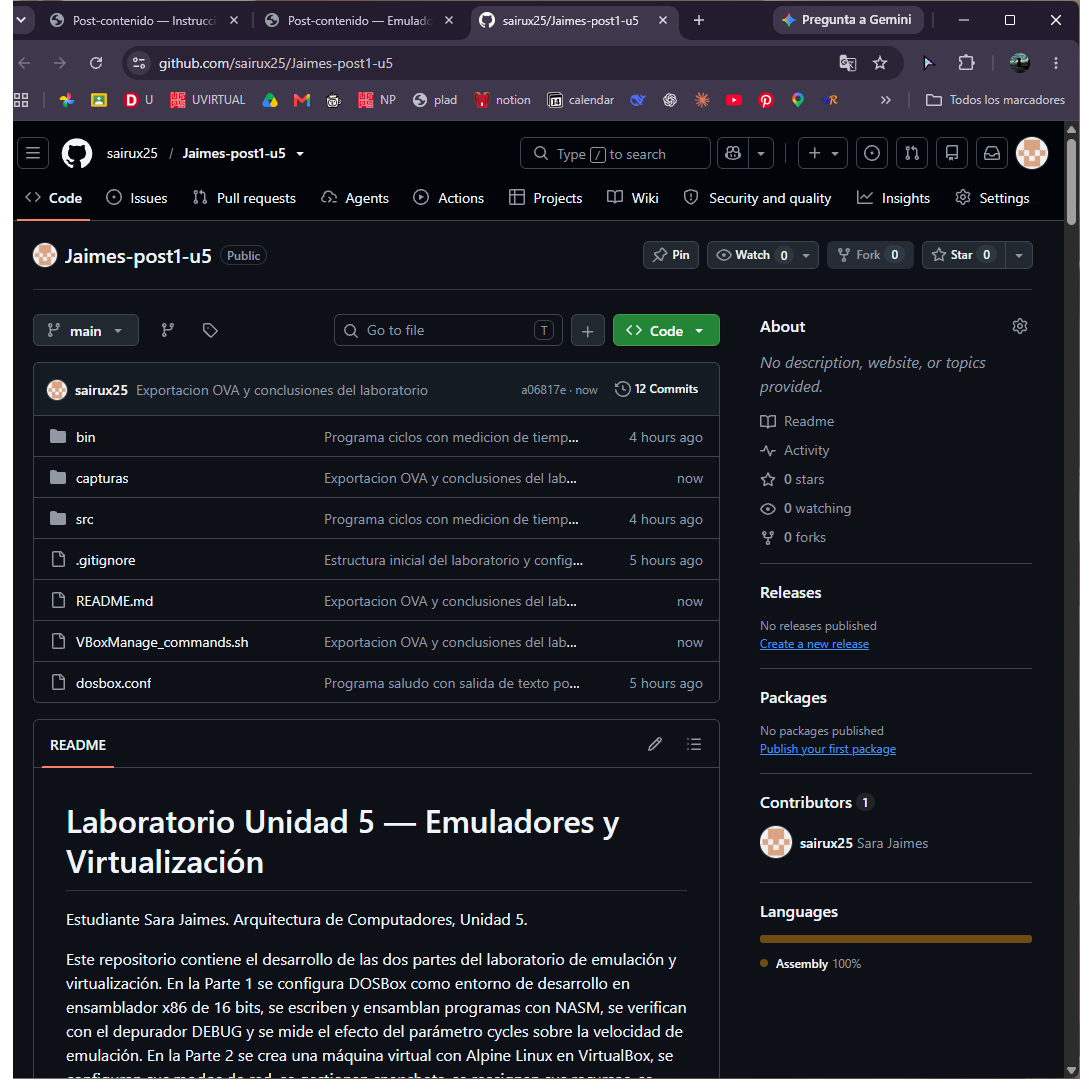 Post-contenido — Instrucci
Post-contenido — Emulado
sairux25/Jaimes-post1-u5
Pregunta a Gemini
github.com/sairux25/Jaimes-post1-u5
U
UVIRTUAL
NP
plad
notion
calendar
Todos los marcadores
sairux25 / Jaimes-post1-u5
Type / to search
Code
Issues
Pull requests
Agents
Actions
Projects
Wiki
Security and quality
Insights
Settings
Jaimes-post1-u5 Public
Pin
Watch 0
Fork 0
Star 0
main
Go to file T
Code
sairux25 Exportacion OVA y conclusiones del laboratorio a06817e · now 12 Commits
bin Programa ciclos con medicion de tiemp... 4 hours ago
capturas Exportacion OVA y conclusiones del lab... now
src Programa ciclos con medicion de tiemp... 4 hours ago
.gitignore Estructura inicial del laboratorio y config... 5 hours ago
README.md Exportacion OVA y conclusiones del lab... now
VBoxManage_commands.sh Exportacion OVA y conclusiones del lab... now
dosbox.conf Programa saludo con salida de texto po... 5 hours ago
README
Laboratorio Unidad 5 — Emuladores y
Virtualización
Estudiante Sara Jaimes. Arquitectura de Computadores, Unidad 5.
Este repositorio contiene el desarrollo de las dos partes del laboratorio de emulación y
virtualización. En la Parte 1 se configura DOSBox como entorno de desarrollo en
ensamblador x86 de 16 bits, se escriben y ensamblan programas con NASM, se verifican
con el depurador DEBUG y se mide el efecto del parámetro cycles sobre la velocidad de
emulación. En la Parte 2 se crea una máquina virtual con Alpine Linux en VirtualBox, se
About
No description, website, or topics
provided.
Readme
Activity
0 stars
0 watching
0 forks
Releases
No releases published
Create a new release
Packages
No packages published
Publish your first package
Contributors 1
sairux25 Sara Jaimes
Languages
Assembly 100%